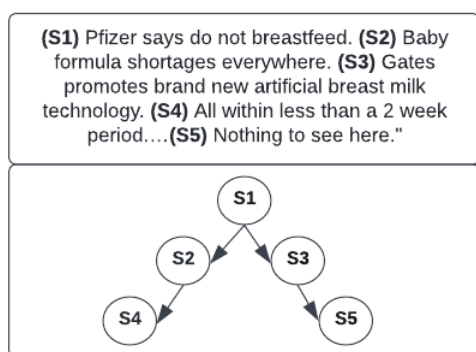 (S1) Pfizer says do not breastfeed. (S2) Baby
formula shortages everywhere. (S3) Gates
promotes brand new artificial breast milk
technology. (S4) All within less than a 2 week
period....(S5) Nothing to see here."
S1
S2
S3
S4
S5